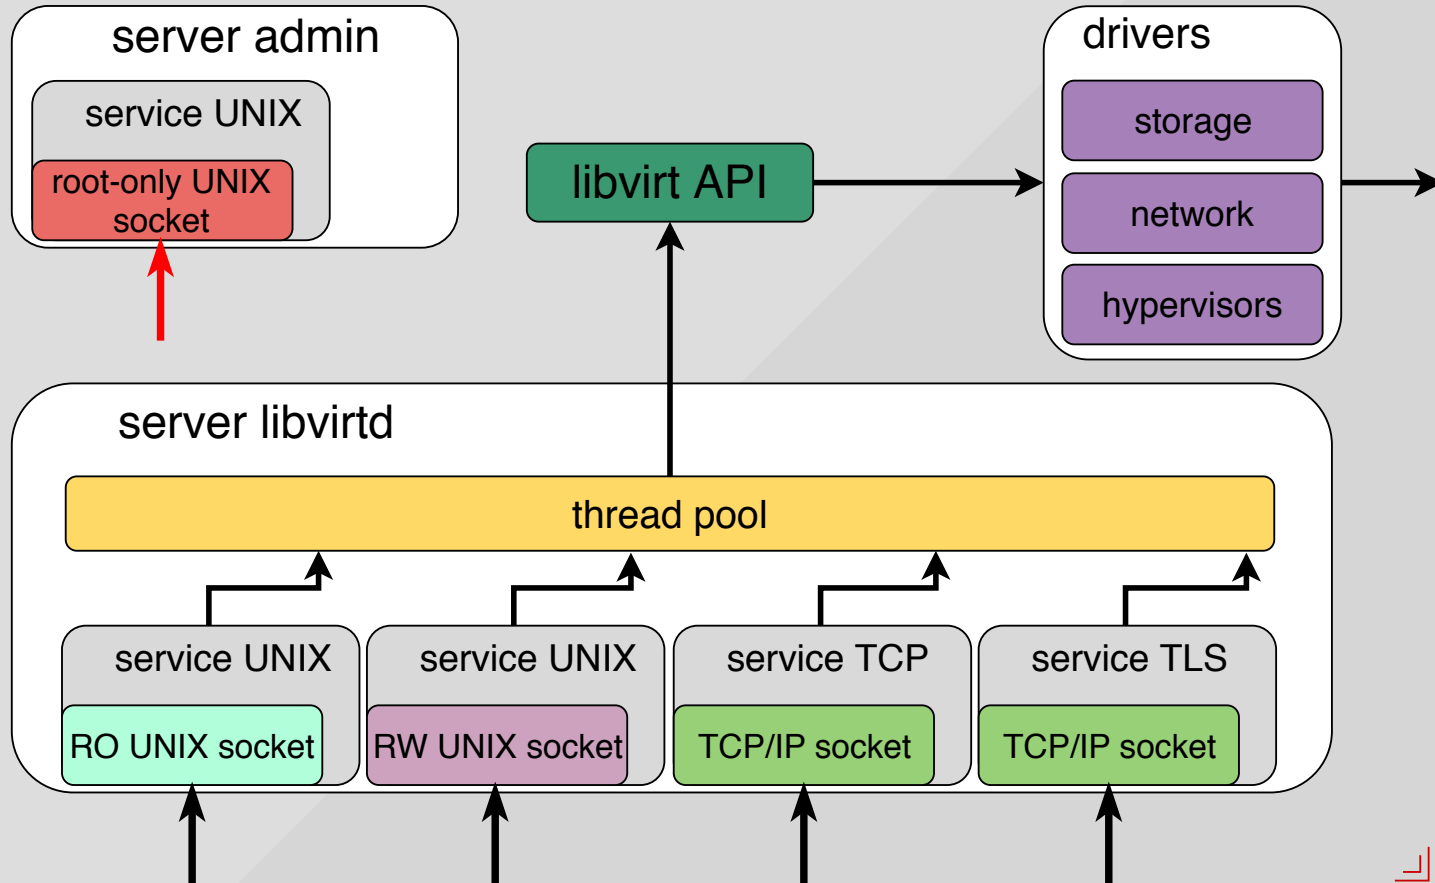 server admin
service UNIX
root-only UNIX
socket
libvirt API
drivers
storage
network
hypervisors
server libvirtd
thread pool
service UNIX
RO UNIX socket
service UNIX
RW UNIX socket
service TCP
TCP/IP socket
service TLS
TCP/IP socket